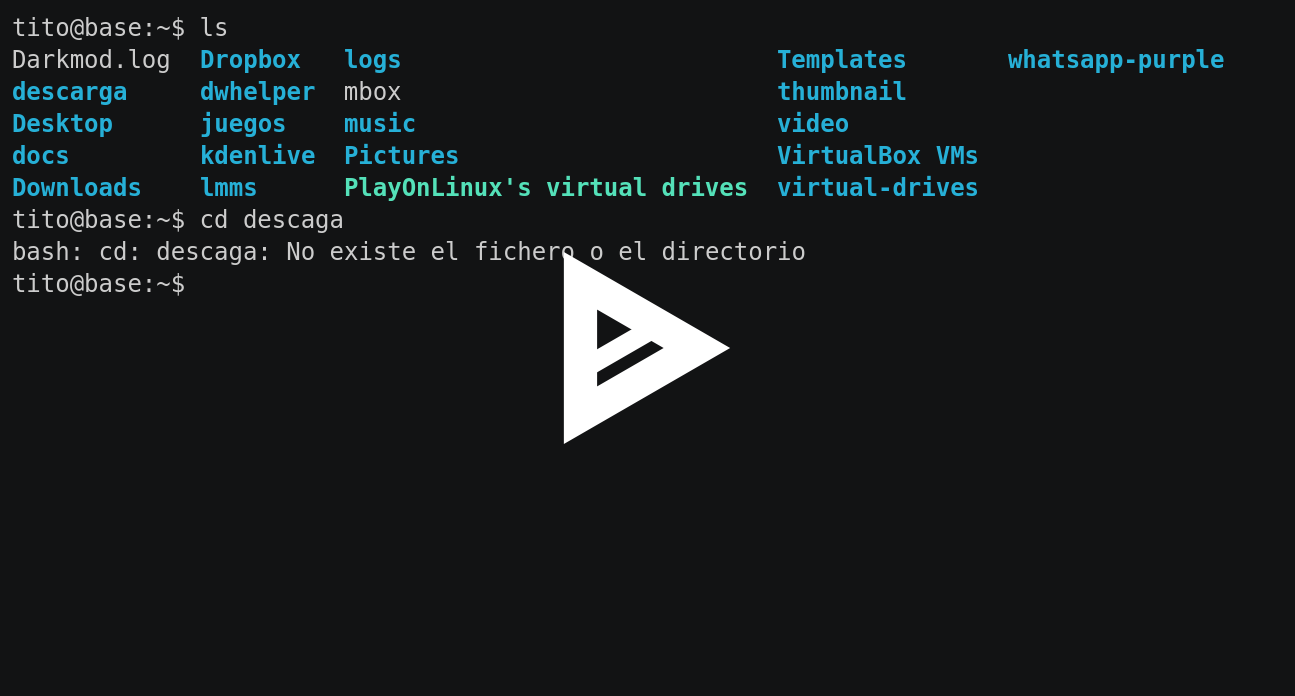 tito@base:~$ ls
Darkmod.log  Dropbox   logs                          Templates       whatsapp-purple
descarga     dwhelper  mbox                          thumbnail
Desktop      juegos    music                         video
docs         kdenlive  Pictures                      VirtualBox VMs
Downloads    lmms      PlayOnLinux's virtual drives  virtual-drives
tito@base:~$ cd descaga
bash: cd: descaga: No existe el fichero o el directorio
tito@base:~$